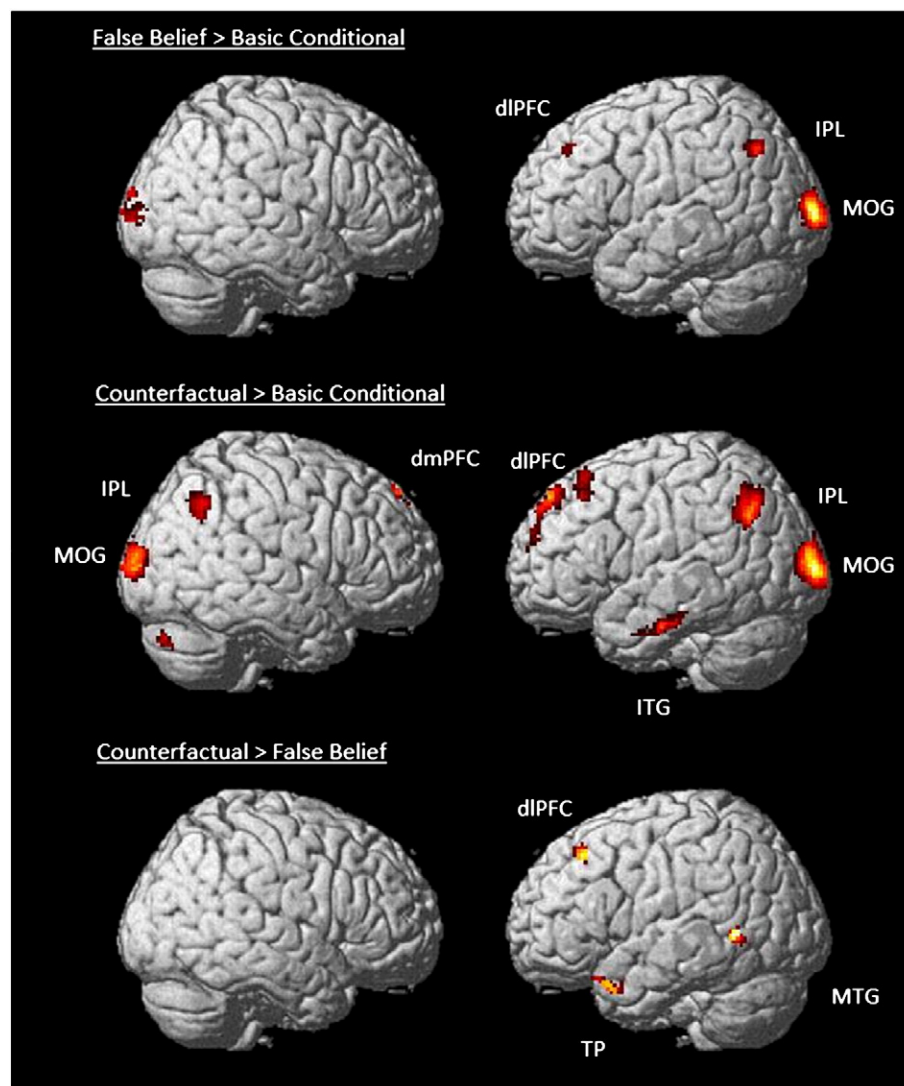 False Belief > Basic Conditional
dlPFC
IPL
MOG
Counterfactual > Basic Conditional
dmPFC
dlPFC
IPL
IPL
MOG
MOG
ITG
Counterfactual > False Belief
dlPFC
MTG
TP